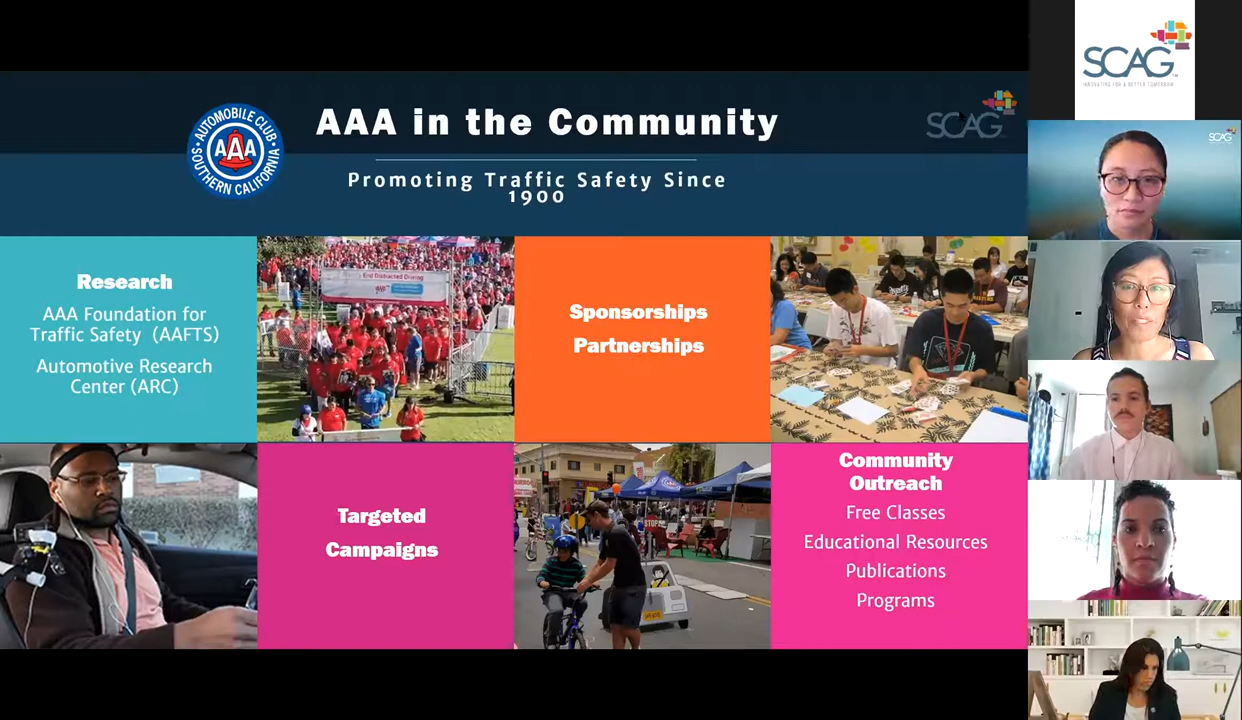 AAA in the Community
Promoting Traffic Safety Since
1900
AUTOMOBILE CLUB
AAA
SOUTHERN CALIFORNIA
SCAG
Research
AAA Foundation for
Traffic Safety (AAFTS)
Automotive Research
Center (ARC)
End Distracted Driving
Sponsorships
Partnerships
Targeted
Campaigns
STOP
Community
Outreach
Free Classes
Educational Resources
Publications
Programs
SCAG
INNOVATING FOR A BETTER TOMORROW
SCAG